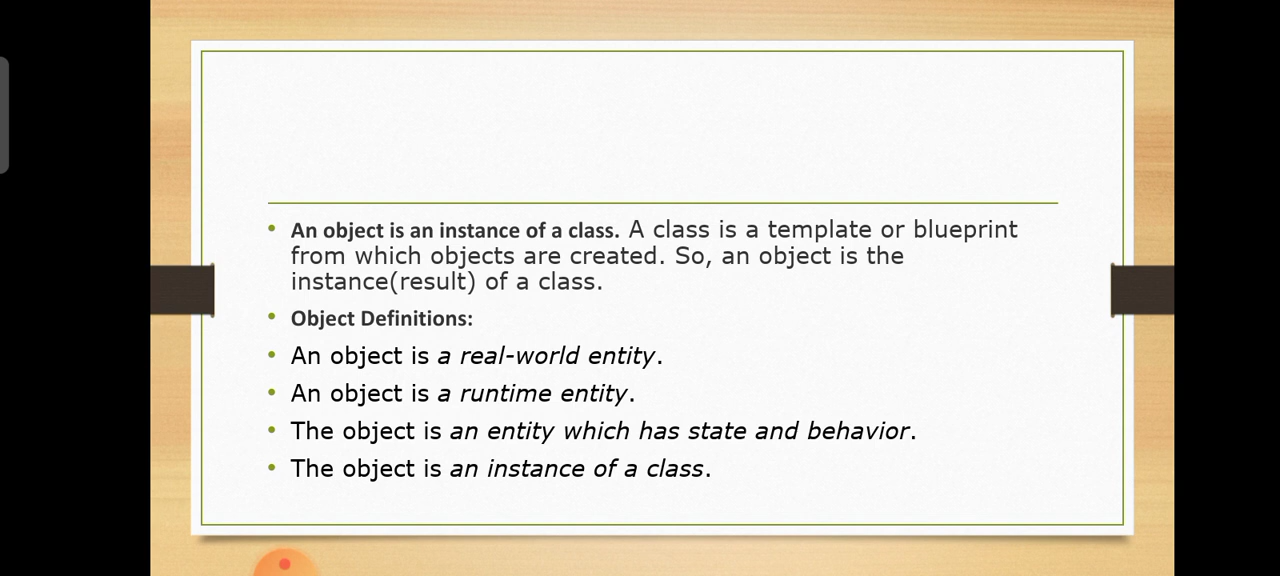 • An object is an instance of a class. A class is a template or blueprint
from which objects are created. So, an object is the
instance(result) of a class.
• Object Definitions:
• An object is a real-world entity.
• An object is a runtime entity.
• The object is an entity which has state and behavior.
• The object is an instance of a class.